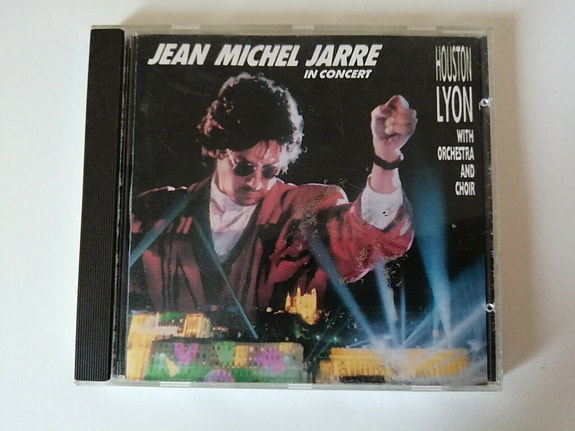 JEAN MICHEL JARRE
IN CONCERT
HOUSTON
LYON
WITH
ORCHESTRA
AND
CHOIR